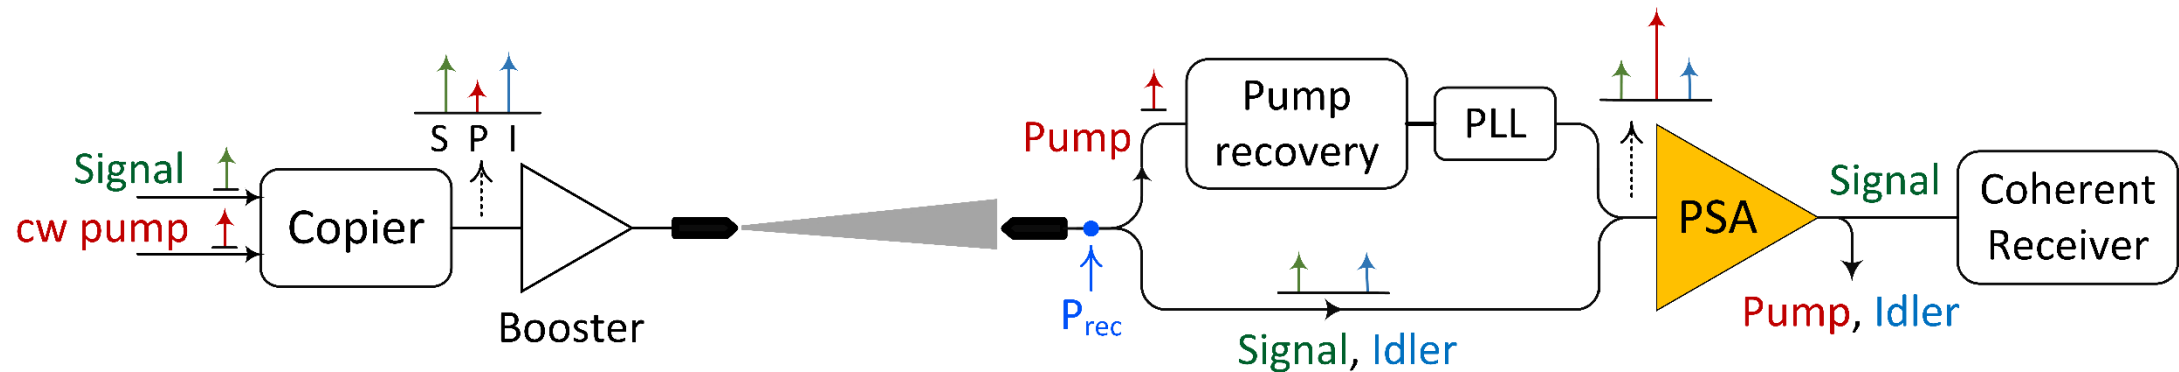 Signal
cw pump
S P I
Copier
Booster
P_rec
Pump
Pump
recovery
PLL
Signal, Idler
PSA
Signal
Pump, Idler
Coherent
Receiver